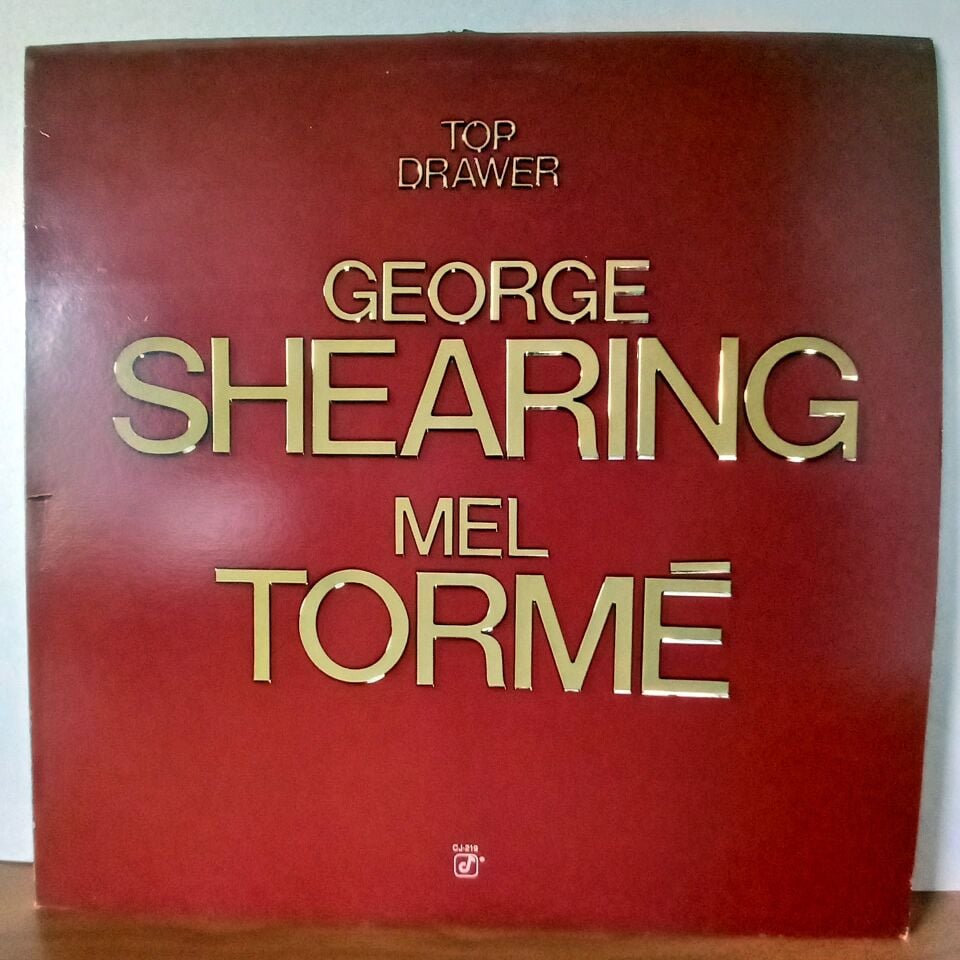 TOP
DRAWER
GEORGE
SHEARING
MEL
TORMÉ
CJ-219